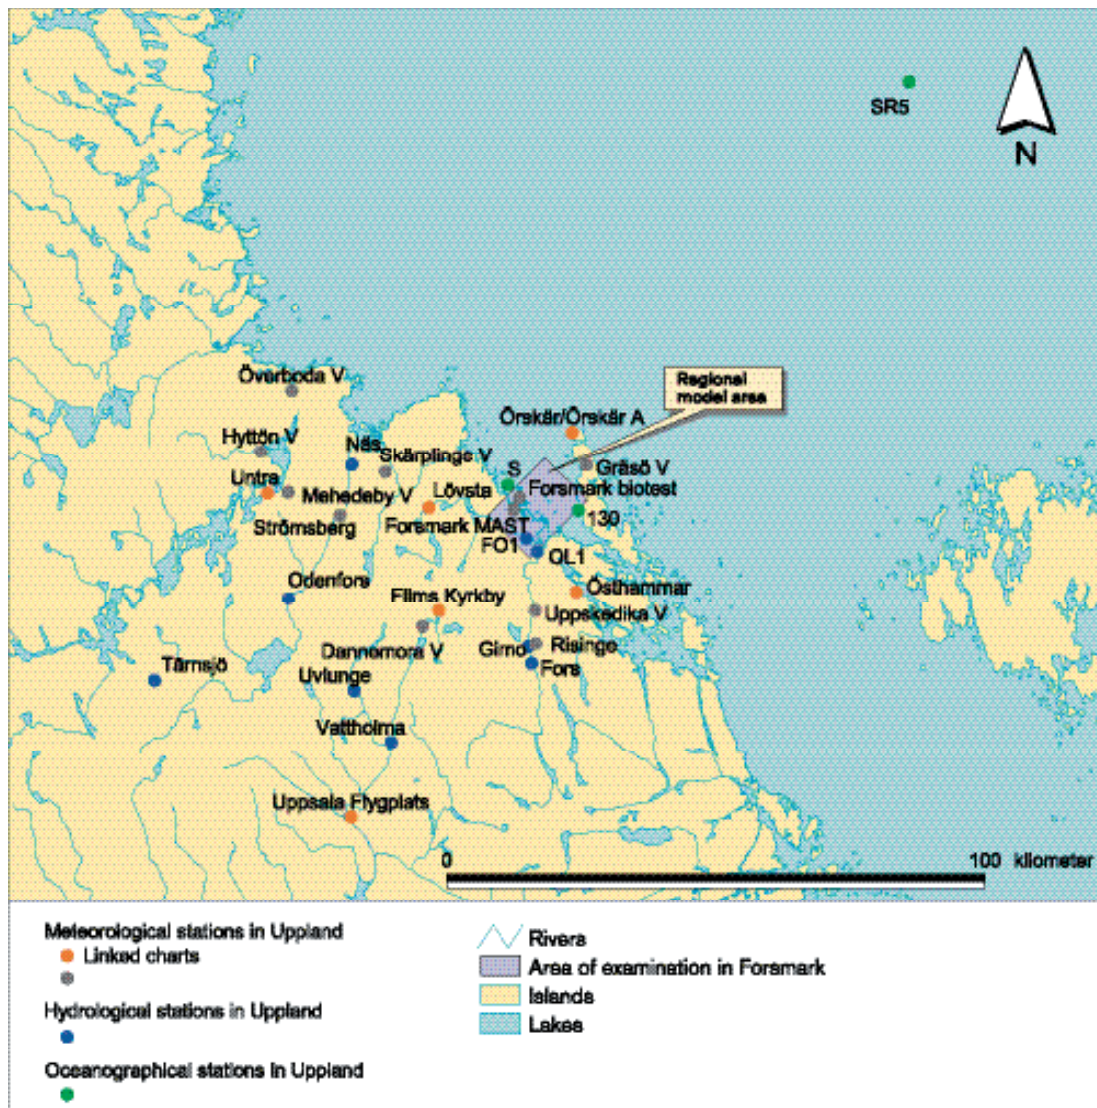 SR5
N
Regional
model area
Överboda V
Örskär/Örskär A
Hyttön V
Näs
Skärplinge V
S
Gräsö V
Untra
Mehedeby V
Lövsta
Forsmark biotest
Strömsberg
Forsmark MAST
130
FO1
OL1
Odenfors
Films Kyrkby
Östhammar
Uppskedika V
Dannemora V
Gimo
Risinge
Tärnsjö
Uvlunge
Fors
Vattholma
Uppsala Flygplats
0
100 kilometer
Meteorological stations in Uppland
Linked charts
Hydrological stations in Uppland
Oceanographical stations in Uppland
Rivers
Area of examination in Forsmark
Islands
Lakes